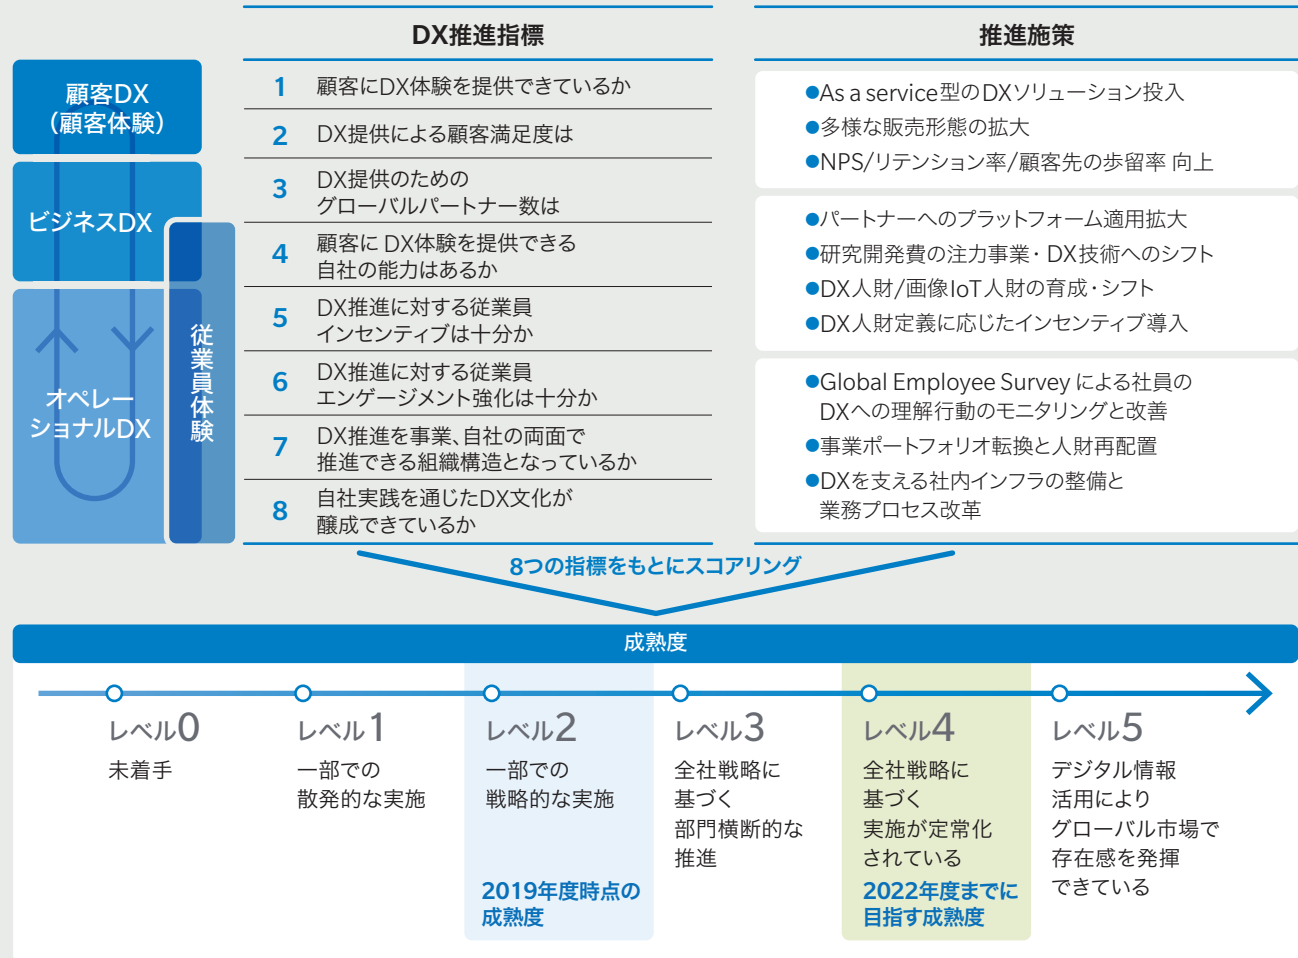 DX推進指標
推進施策
顧客DX
（顧客体験）
ビジネスDX
オペレー
ショナルDX
従業員体験
1 顧客にDX体験を提供できているか
2 DX提供による顧客満足度は
3 DX提供のための
グローバルパートナー数は
4 顧客に DX体験を提供できる
自社の能力はあるか
5 DX推進に対する従業員
インセンティブは十分か
6 DX推進に対する従業員
エンゲージメント強化は十分か
7 DX推進を事業、自社の両面で
推進できる組織構造となっているか
8 自社実践を通じたDX文化が
醸成できているか
●As a service型のDXソリューション投入
●多様な販売形態の拡大
●NPS/リテンション率/顧客先の歩留率 向上
●パートナーへのプラットフォーム適用拡大
●研究開発費の注力事業・DX技術へのシフト
●DX人財/画像IoT人財の育成・シフト
●DX人財定義に応じたインセンティブ導入
●Global Employee Survey による社員の
DXへの理解行動のモニタリングと改善
●事業ポートフォリオ転換と人財再配置
●DXを支える社内インフラの整備と
業務プロセス改革
8つの指標をもとにスコアリング
成熟度
レベル0
未着手
レベル1
一部での
散発的な実施
レベル2
一部での
戦略的な実施
2019年度時点の
成熟度
レベル3
全社戦略に
基づく
部門横断的な
推進
レベル4
全社戦略に
基づく
実施が定常化
されている
2022年度までに
目指す成熟度
レベル5
デジタル情報
活用により
グローバル市場で
存在感を発揮
できている